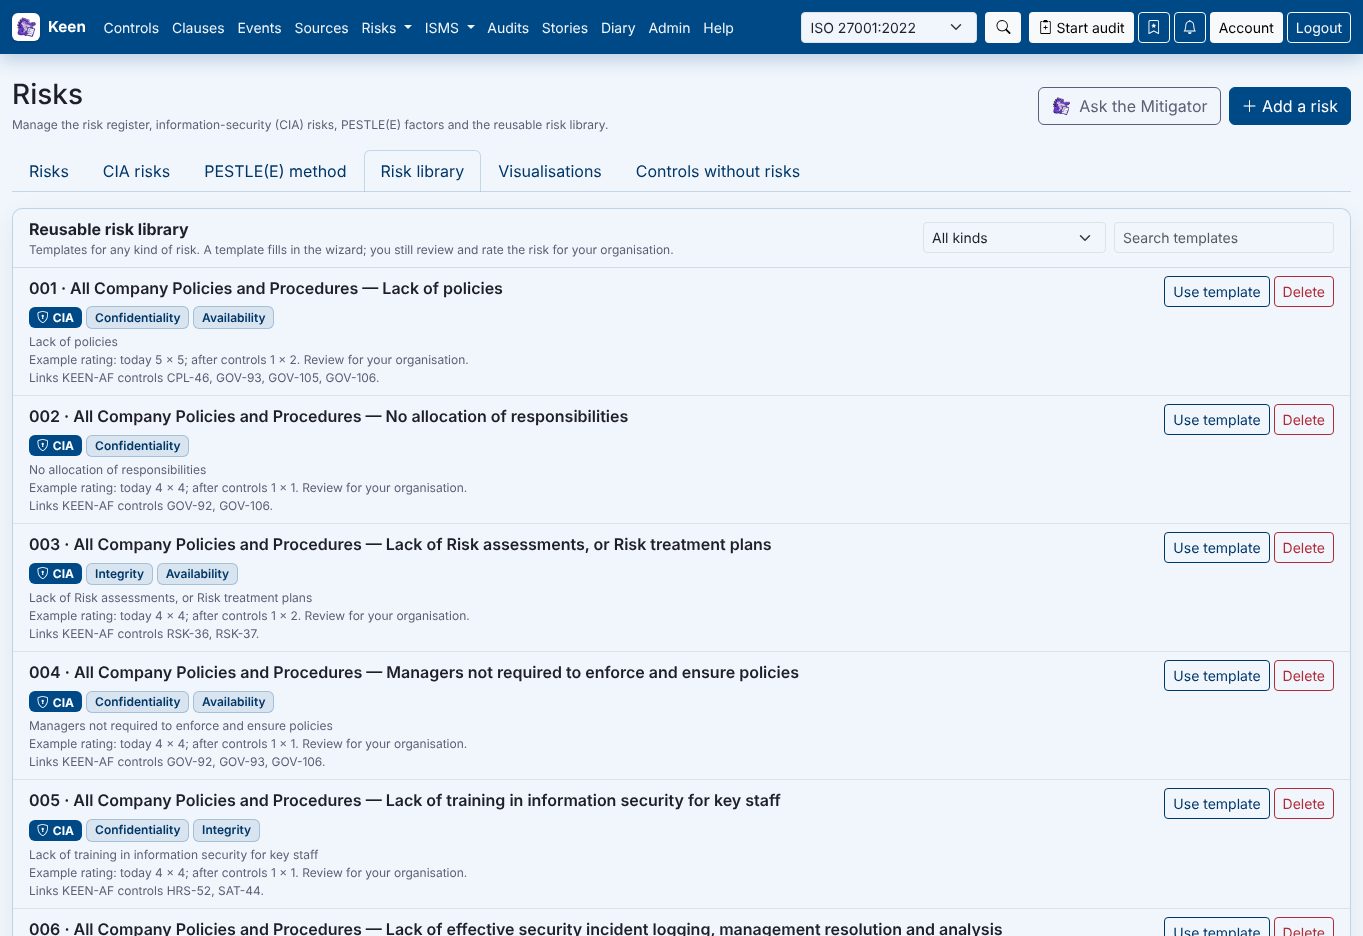 Keen Controls Clauses Events Sources Risks ISMS Audits Stories Diary Admin Help ISO 27001:2022 Start audit Account Logout
Risks
Manage the risk register, information-security (CIA) risks, PESTLE(E) factors and the reusable risk library.
Ask the Mitigator
+ Add a risk
Risks CIA risks PESTLE(E) method Risk library Visualisations Controls without risks
Reusable risk library
Templates for any kind of risk. A template fills in the wizard; you still review and rate the risk for your organisation.
All kinds
Search templates
001 · All Company Policies and Procedures — Lack of policies
Use template Delete
CIA Confidentiality Availability
Lack of policies
Example rating: today 5 × 5; after controls 1 × 2. Review for your organisation.
Links KEEN-AF controls CPL-46, GOV-93, GOV-105, GOV-106.
002 · All Company Policies and Procedures — No allocation of responsibilities
Use template Delete
CIA Confidentiality
No allocation of responsibilities
Example rating: today 4 × 4; after controls 1 × 1. Review for your organisation.
Links KEEN-AF controls GOV-92, GOV-106.
003 · All Company Policies and Procedures — Lack of Risk assessments, or Risk treatment plans
Use template Delete
CIA Integrity Availability
Lack of Risk assessments, or Risk treatment plans
Example rating: today 4 × 4; after controls 1 × 2. Review for your organisation.
Links KEEN-AF controls RSK-36, RSK-37.
004 · All Company Policies and Procedures — Managers not required to enforce and ensure policies
Use template Delete
CIA Confidentiality Availability
Managers not required to enforce and ensure policies
Example rating: today 4 × 4; after controls 1 × 1. Review for your organisation.
Links KEEN-AF controls GOV-92, GOV-93, GOV-106.
005 · All Company Policies and Procedures — Lack of training in information security for key staff
Use template Delete
CIA Confidentiality Integrity
Lack of training in information security for key staff
Example rating: today 4 × 4; after controls 1 × 1. Review for your organisation.
Links KEEN-AF controls HRS-52, SAT-44.
006 · All Company Policies and Procedures — Lack of effective security incident logging, management resolution and analysis
Use template Delete